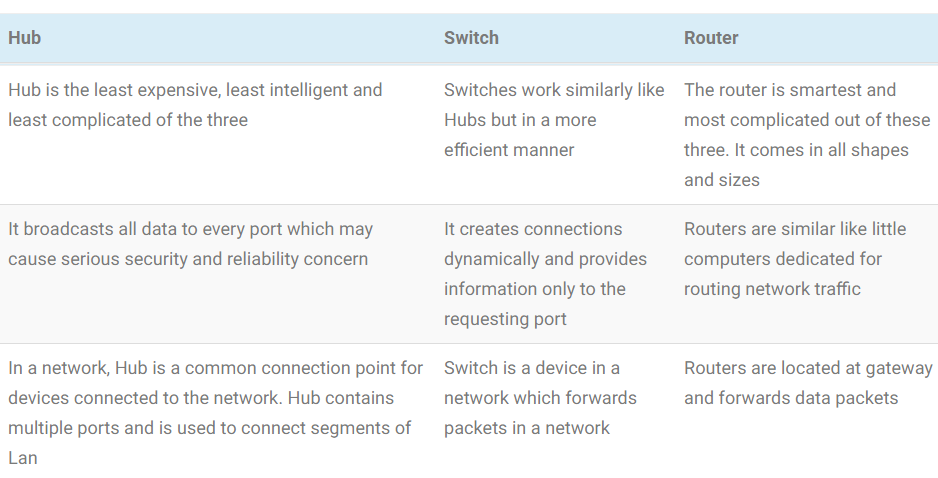 Hub
Switch
Router
Hub is the least expensive, least intelligent and
least complicated of the three
Switches work similarly like
Hubs but in a more
efficient manner
The router is smartest and
most complicated out of these
three. It comes in all shapes
and sizes
It broadcasts all data to every port which may
cause serious security and reliability concern
It creates connections
dynamically and provides
information only to the
requesting port
Routers are similar like little
computers dedicated for
routing network traffic
In a network, Hub is a common connection point for
devices connected to the network. Hub contains
multiple ports and is used to connect segments of
Lan
Switch is a device in a
network which forwards
packets in a network
Routers are located at gateway
and forwards data packets